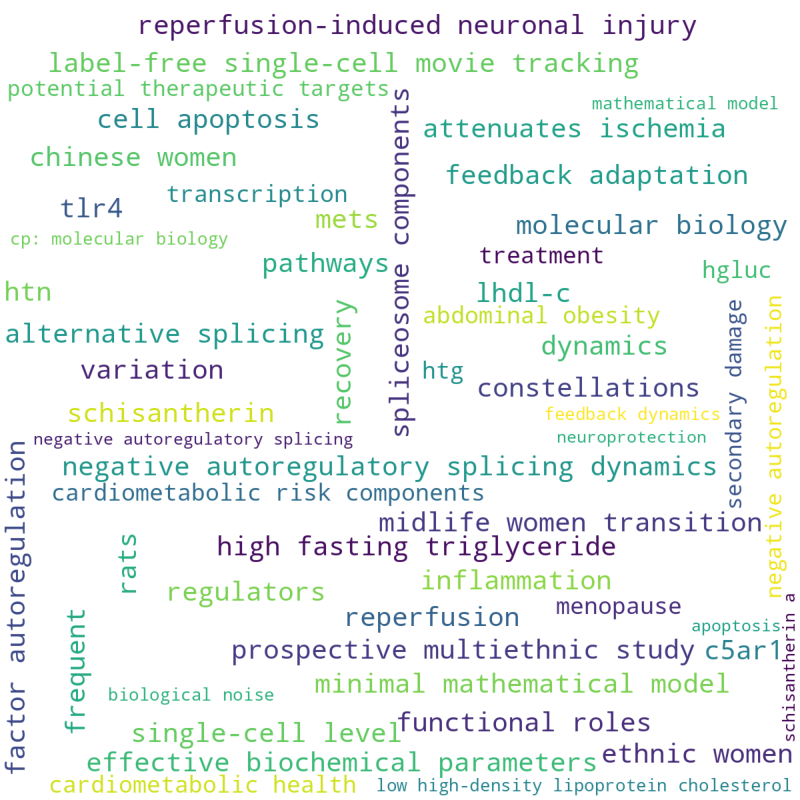 reperfusion-induced neuronal injury
label-free single-cell movie tracking
potential therapeutic targets
mathematical model
cell apoptosis
attenuates ischemia
chinese women
feedback adaptation
transcription
tlr4
mets
molecular biology
cp: molecular biology
spliceosome components
treatment
pathways
hgluc
htn
lhdl-c
abdominal obesity
alternative splicing
recovery
dynamics
secondary damage
negative autoregulation
variation
htg
constellations
schisantherin
feedback dynamics
negative autoregulatory splicing
neuroprotection
negative autoregulatory splicing dynamics
cardiometabolic risk components
factor autoregulation
midlife women transition
high fasting triglyceride
rats
inflammation
regulators
menopause
reperfusion
apoptosis
schisantherin a
frequent
prospective multiethnic study
c5ar1
minimal mathematical model
biological noise
functional roles
single-cell level
ethnic women
effective biochemical parameters
cardiometabolic health
low high-density lipoprotein cholesterol